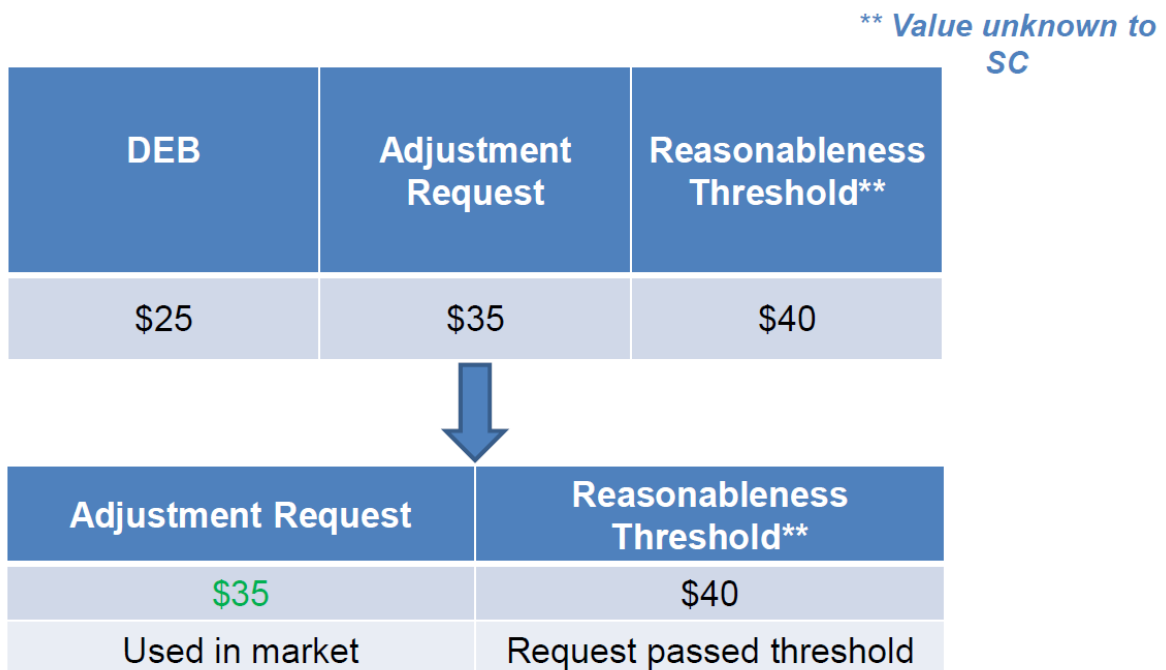 ** Value unknown to
SC
DEB
Adjustment
Request
Reasonableness
Threshold**
$25
$35
$40
Adjustment Request
Reasonableness
Threshold**
$35
$40
Used in market
Request passed threshold